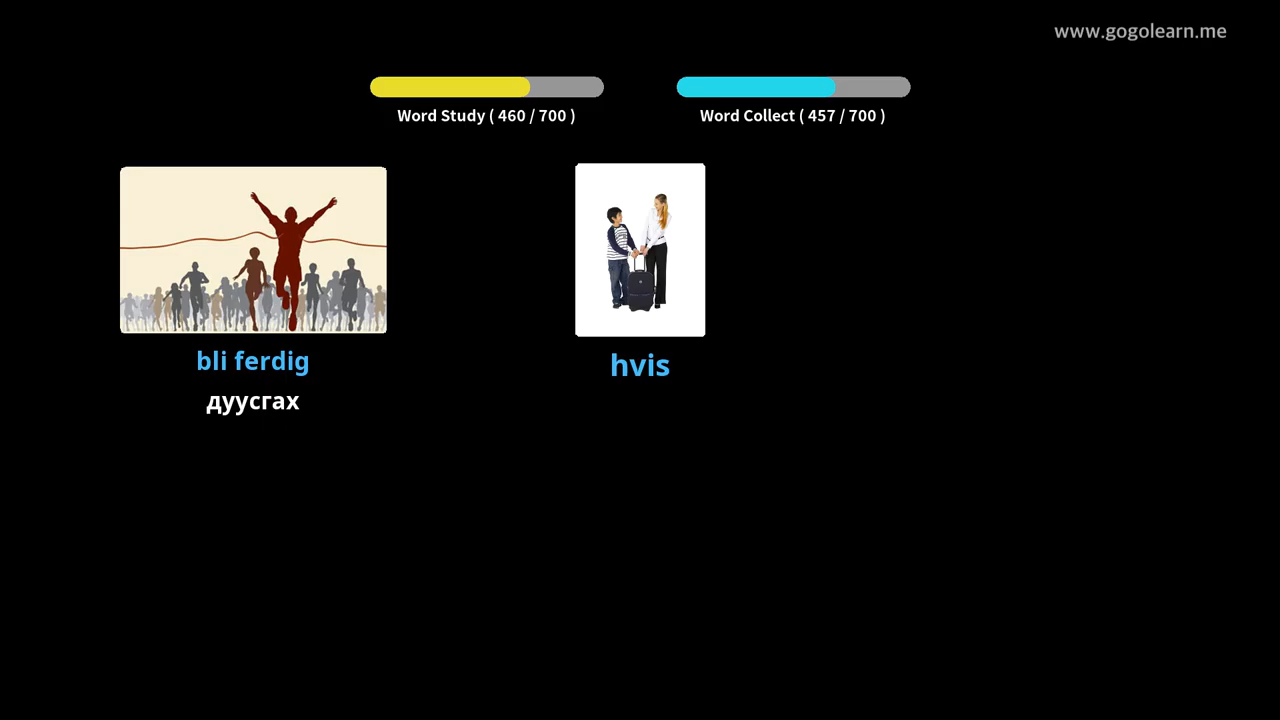 www.gogolearn.me
Word Study ( 460 / 700 )
Word Collect ( 457 / 700 )
bli ferdig
дуусгах
hvis